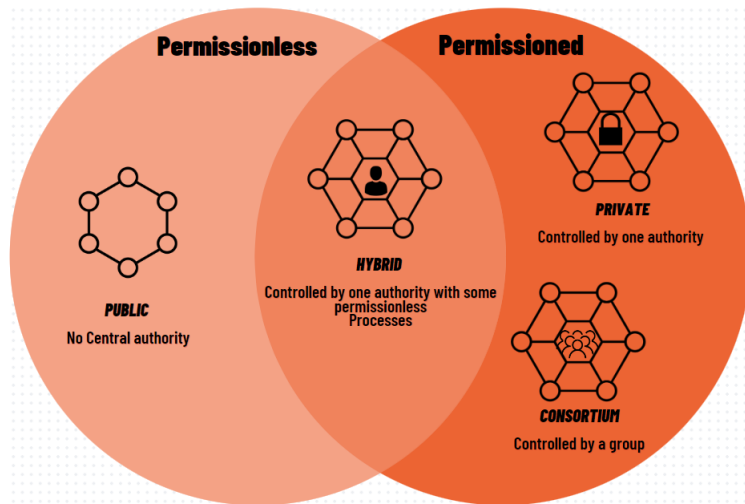 Permissionless
Permissioned
PUBLIC
No Central authority
HYBRID
Controlled by one authority with some
permissionless
Processes
PRIVATE
Controlled by one authority
CONSORTIUM
Controlled by a group